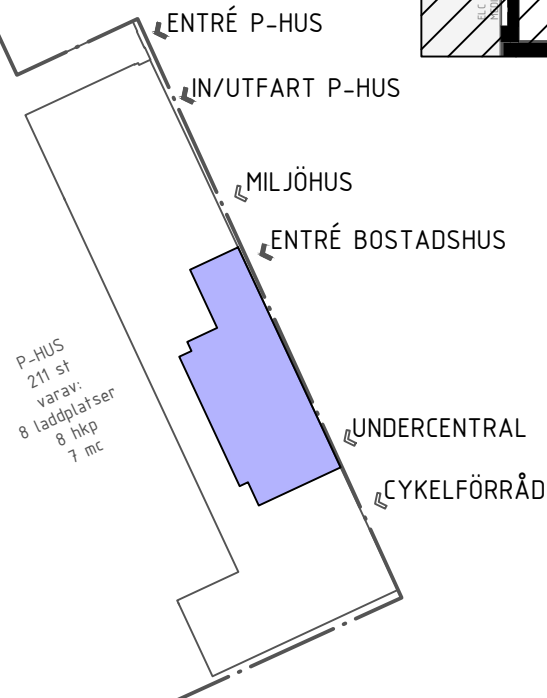 ENTRÉ P-HUS
IN/UTFART P-HUS
MILJÖHUS
ENTRÉ BOSTADSHUS
P-HUS
211 st
varav:
8 laddplatser
8 hkp
7 mc
UNDERCENTRAL
CYKELFÖRRÅD